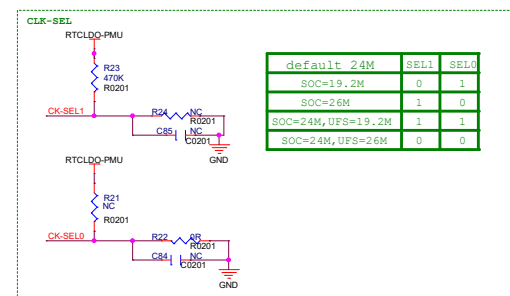 CLK-SEL
RTCLDO-PMU
R23
470K
R0201
CK-SEL1
R24
NC
R0201
C85
NC
C0201
GND
RTCLDO-PMU
R21
NC
R0201
CK-SEL0
R22
0R
R0201
C84
NC
C0201
GND
default 24M SEL1 SEL0
SOC=19.2M 0 1
SOC=26M 1 0
SOC=24M,UFS=19.2M 1 1
SOC=24M,UFS=26M 0 0